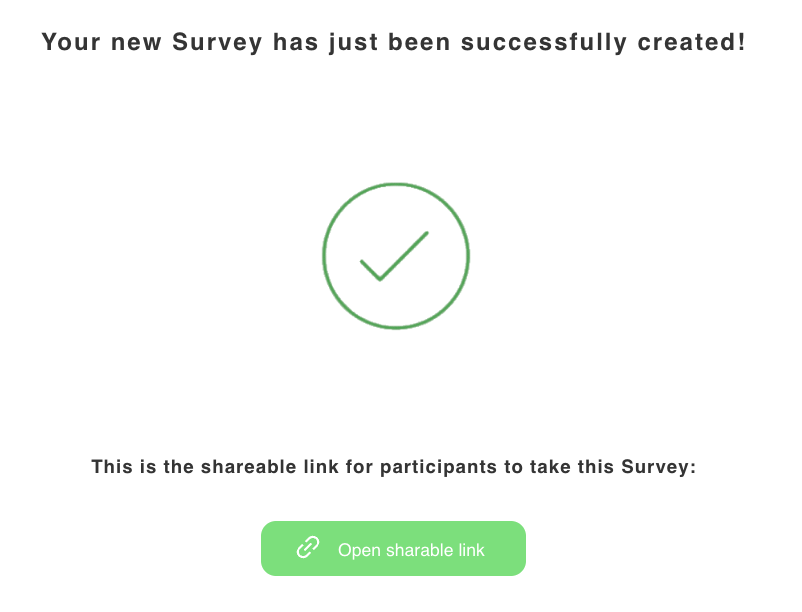 Your new Survey has just been successfully created!
This is the shareable link for participants to take this Survey:
Open sharable link